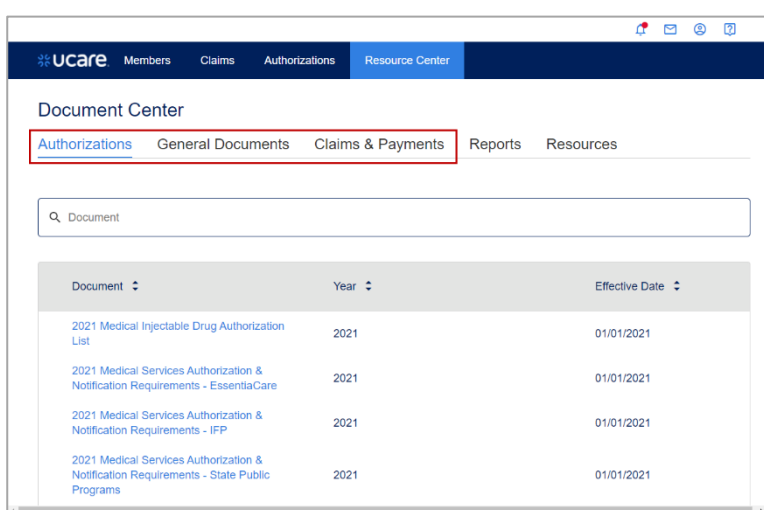 ucare. Members Claims Authorizations Resource Center
Document Center
Authorizations General Documents Claims & Payments Reports Resources
Document
Document Year Effective Date
2021 Medical Injectable Drug Authorization
List
2021 01/01/2021
2021 Medical Services Authorization &
Notification Requirements - EssentiaCare
2021 01/01/2021
2021 Medical Services Authorization &
Notification Requirements - IFP
2021 01/01/2021
2021 Medical Services Authorization &
Notification Requirements - State Public
Programs
2021 01/01/2021